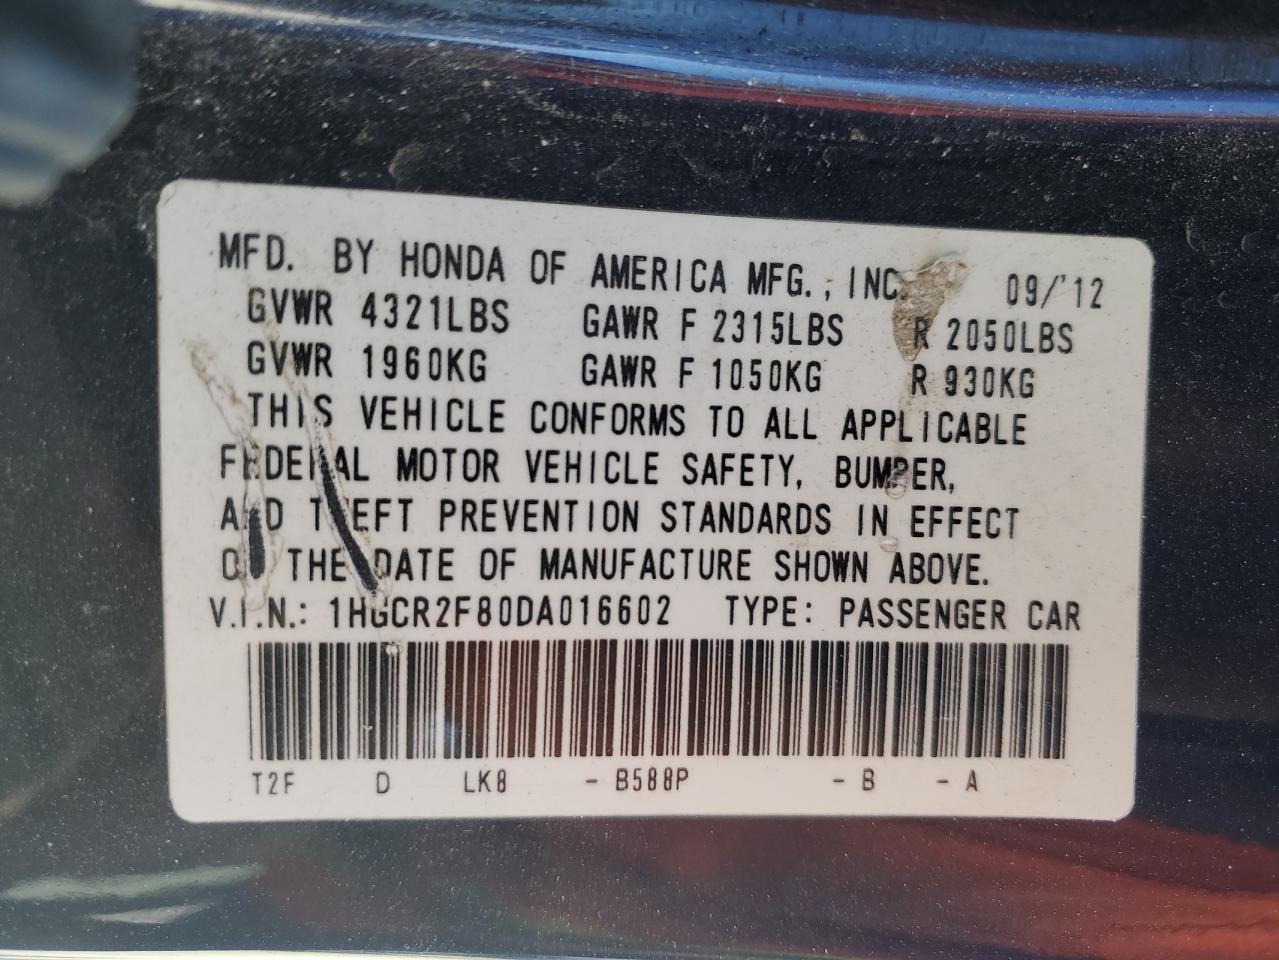 MFD. BY HONDA OF AMERICA MFG., INC. 09/'12
GVWR 4321LBS GAWR F 2315LBS R 2050LBS
GVWR 1960KG GAWR F 1050KG R 930KG
THIS VEHICLE CONFORMS TO ALL APPLICABLE
FEDERAL MOTOR VEHICLE SAFETY, BUMPER,
AND THEFT PREVENTION STANDARDS IN EFFECT
ON THE DATE OF MANUFACTURE SHOWN ABOVE.
V.I.N.: 1HGCR2F80DA016602 TYPE: PASSENGER CAR
T2F D LK8 - B588P - B - A